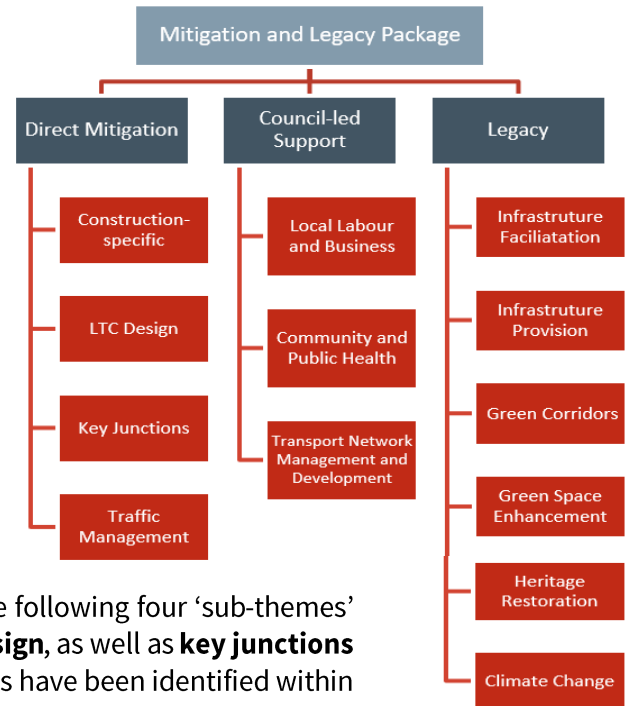 Mitigation and Legacy Package
Direct Mitigation
Construction-
specific
LTC Design
Key Junctions
Traffic
Management
Council-led
Support
Local Labour
and Business
Community and
Public Health
Transport Network
Management and
Development
Legacy
Infrastruture
Faciliatation
Infrastruture
Provision
Green Corridors
Green Space
Enhancement
Heritage
Restoration
Climate Change
e following four ‘sub-themes’
sign, as well as key junctions
s have been identified within